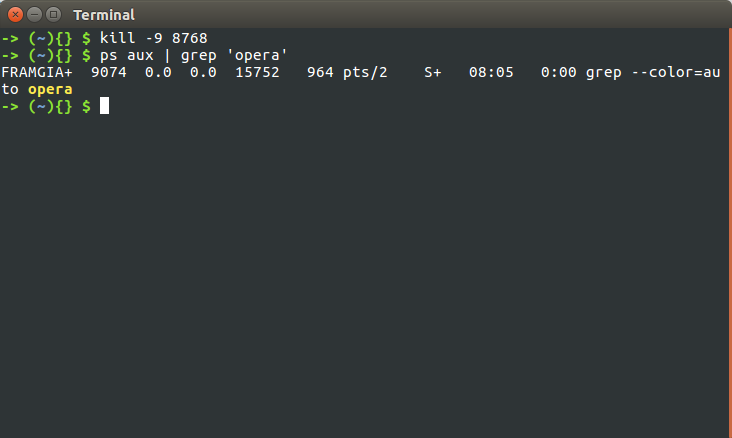 Terminal
-> (~){} $ kill -9 8768
-> (~){} $ ps aux | grep 'opera'
FRAMGIA+  9074  0.0  0.0  15752   964 pts/2    S+   08:05   0:00 grep --color=au
to opera
-> (~){} $